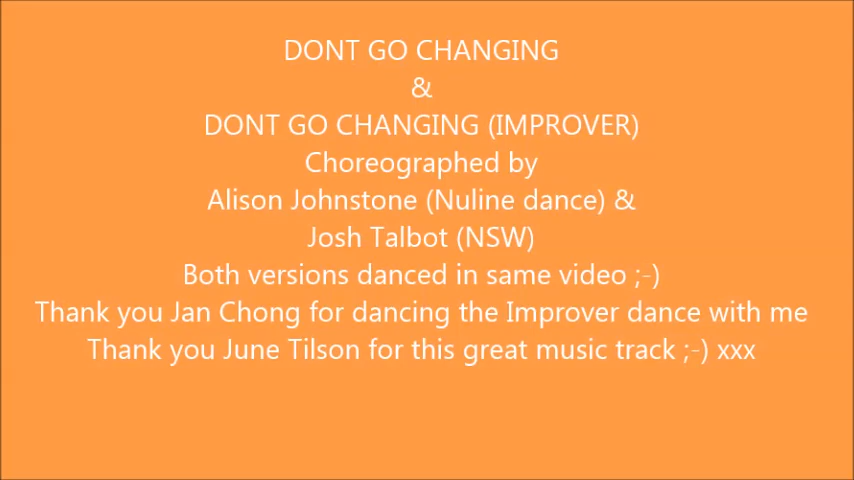 DONT GO CHANGING
&
DONT GO CHANGING (IMPROVER)
Choreographed by
Alison Johnstone (Nuline dance) &
Josh Talbot (NSW)
Both versions danced in same video ;-)
Thank you Jan Chong for dancing the Improver dance with me
Thank you June Tilson for this great music track ;-) xxx